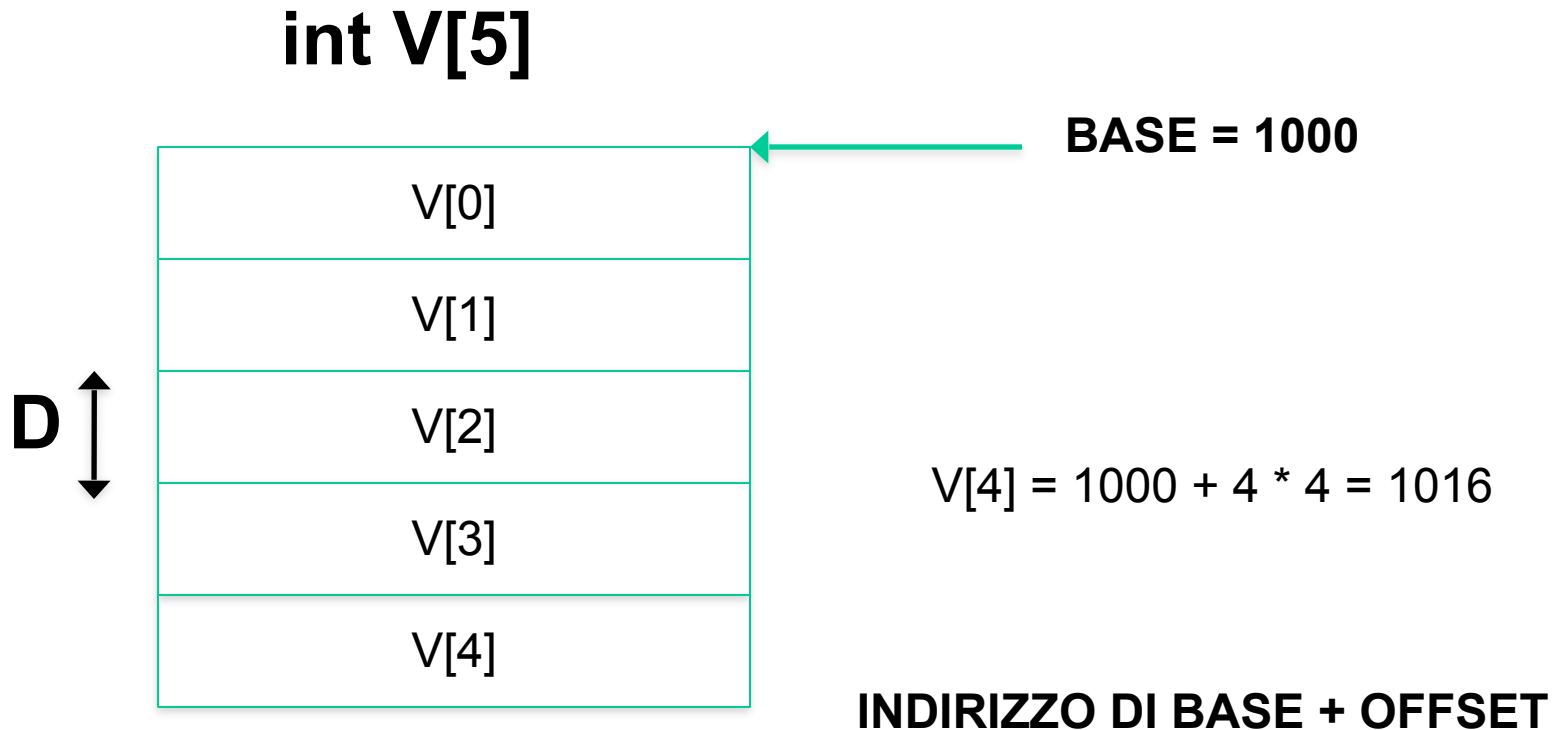 int V[5]
BASE = 1000
V[0]
V[1]
D
V[2]
V[4] = 1000 + 4 * 4 = 1016
V[3]
V[4]
INDIRIZZO DI BASE + OFFSET